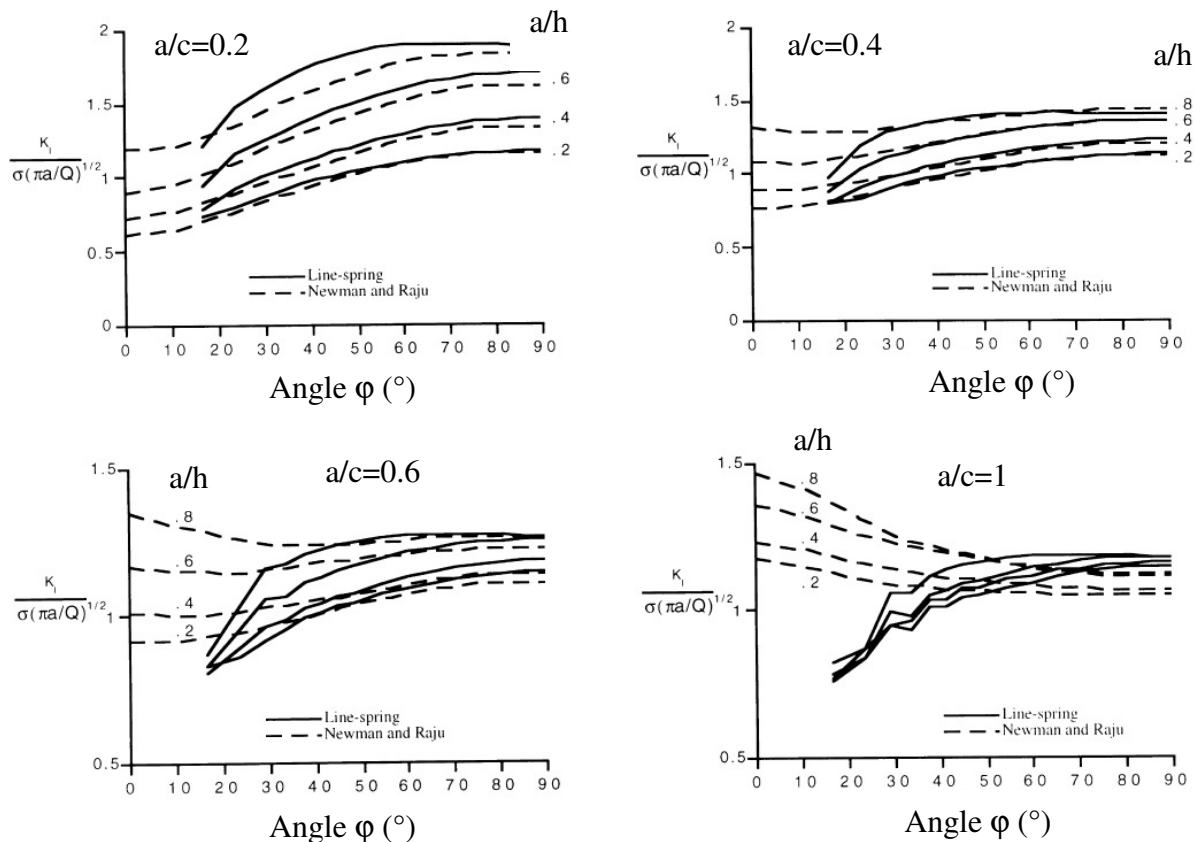 a/c=0.2
a/h
2
1.5
1
0.5
0
K_I
σ(πa/Q)^1/2
.6
.4
.2
Line-spring
Newman and Raju
0 10 20 30 40 50 60 70 80 90
Angle φ (°)
a/c=0.4
a/h
2
1.5
1
0.5
0
K_I
σ(πa/Q)^1/2
.8
.6
.4
.2
Line-spring
Newman and Raju
0 10 20 30 40 50 60 70 80 90
Angle φ (°)
a/h
a/c=0.6
1.5
1
0.5
K_I
σ(πa/Q)^1/2
.8
.6
.4
.2
Line-spring
Newman and Raju
0 10 20 30 40 50 60 70 80 90
Angle φ (°)
a/h
a/c=1
1.5
1
0.5
K_I
σ(πa/Q)^1/2
.8
.6
.4
.2
Line-spring
Newman and Raju
0 10 20 30 40 50 60 70 80 90
Angle φ (°)